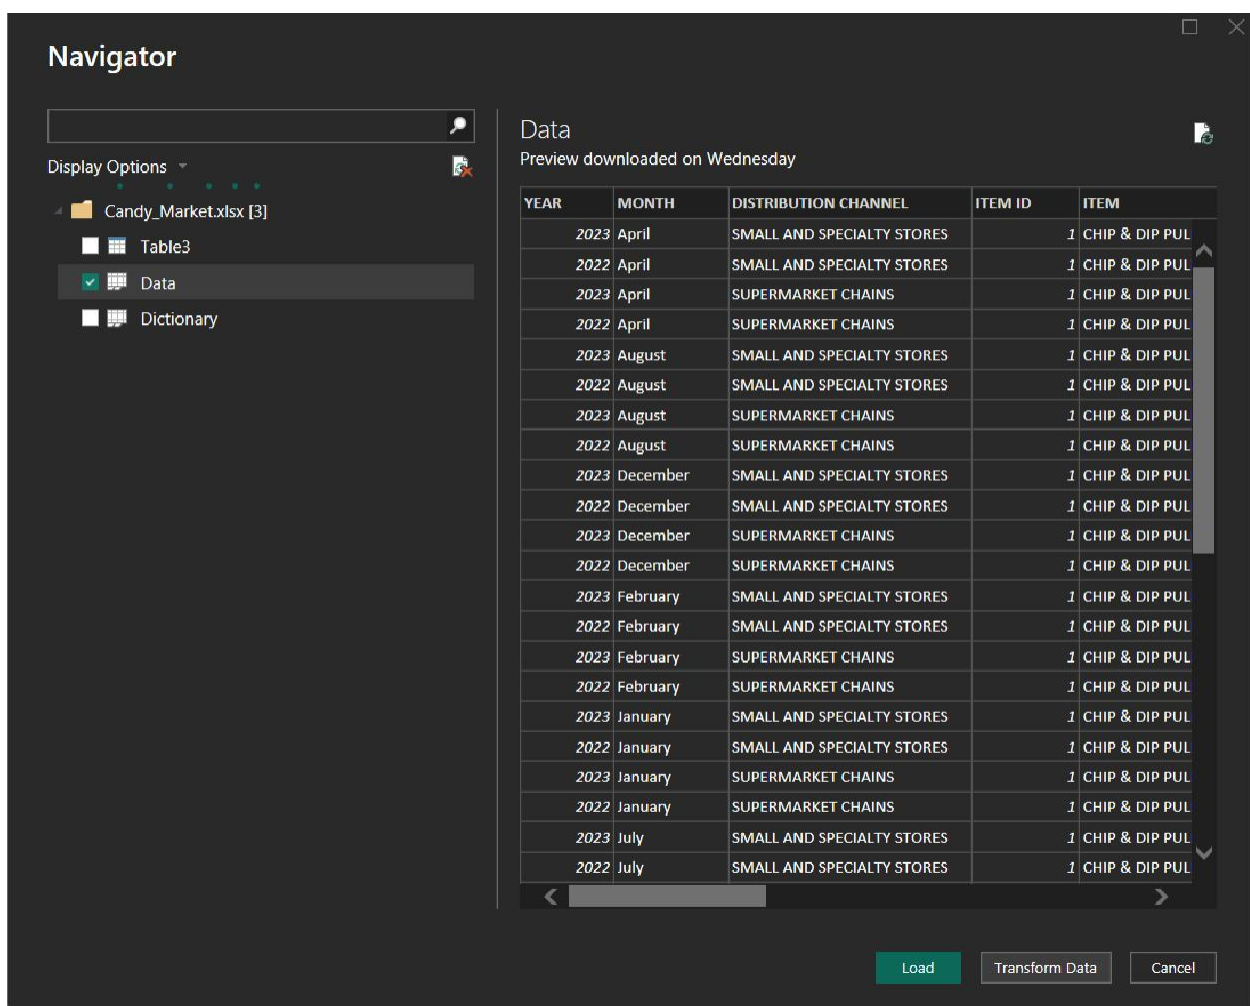 Navigator
Display Options
Candy_Market.xlsx [3]
Table3
Data
Dictionary
Data
Preview downloaded on Wednesday
YEAR MONTH DISTRIBUTION CHANNEL ITEM ID ITEM
2023 April SMALL AND SPECIALTY STORES 1 CHIP & DIP PUL
2022 April SMALL AND SPECIALTY STORES 1 CHIP & DIP PUL
2023 April SUPERMARKET CHAINS 1 CHIP & DIP PUL
2022 April SUPERMARKET CHAINS 1 CHIP & DIP PUL
2023 August SMALL AND SPECIALTY STORES 1 CHIP & DIP PUL
2022 August SMALL AND SPECIALTY STORES 1 CHIP & DIP PUL
2023 August SUPERMARKET CHAINS 1 CHIP & DIP PUL
2022 August SUPERMARKET CHAINS 1 CHIP & DIP PUL
2023 December SMALL AND SPECIALTY STORES 1 CHIP & DIP PUL
2022 December SMALL AND SPECIALTY STORES 1 CHIP & DIP PUL
2023 December SUPERMARKET CHAINS 1 CHIP & DIP PUL
2022 December SUPERMARKET CHAINS 1 CHIP & DIP PUL
2023 February SMALL AND SPECIALTY STORES 1 CHIP & DIP PUL
2022 February SMALL AND SPECIALTY STORES 1 CHIP & DIP PUL
2023 February SUPERMARKET CHAINS 1 CHIP & DIP PUL
2022 February SUPERMARKET CHAINS 1 CHIP & DIP PUL
2023 January SMALL AND SPECIALTY STORES 1 CHIP & DIP PUL
2022 January SMALL AND SPECIALTY STORES 1 CHIP & DIP PUL
2023 January SUPERMARKET CHAINS 1 CHIP & DIP PUL
2022 January SUPERMARKET CHAINS 1 CHIP & DIP PUL
2023 July SMALL AND SPECIALTY STORES 1 CHIP & DIP PUL
2022 July SMALL AND SPECIALTY STORES 1 CHIP & DIP PUL
Load Transform Data Cancel